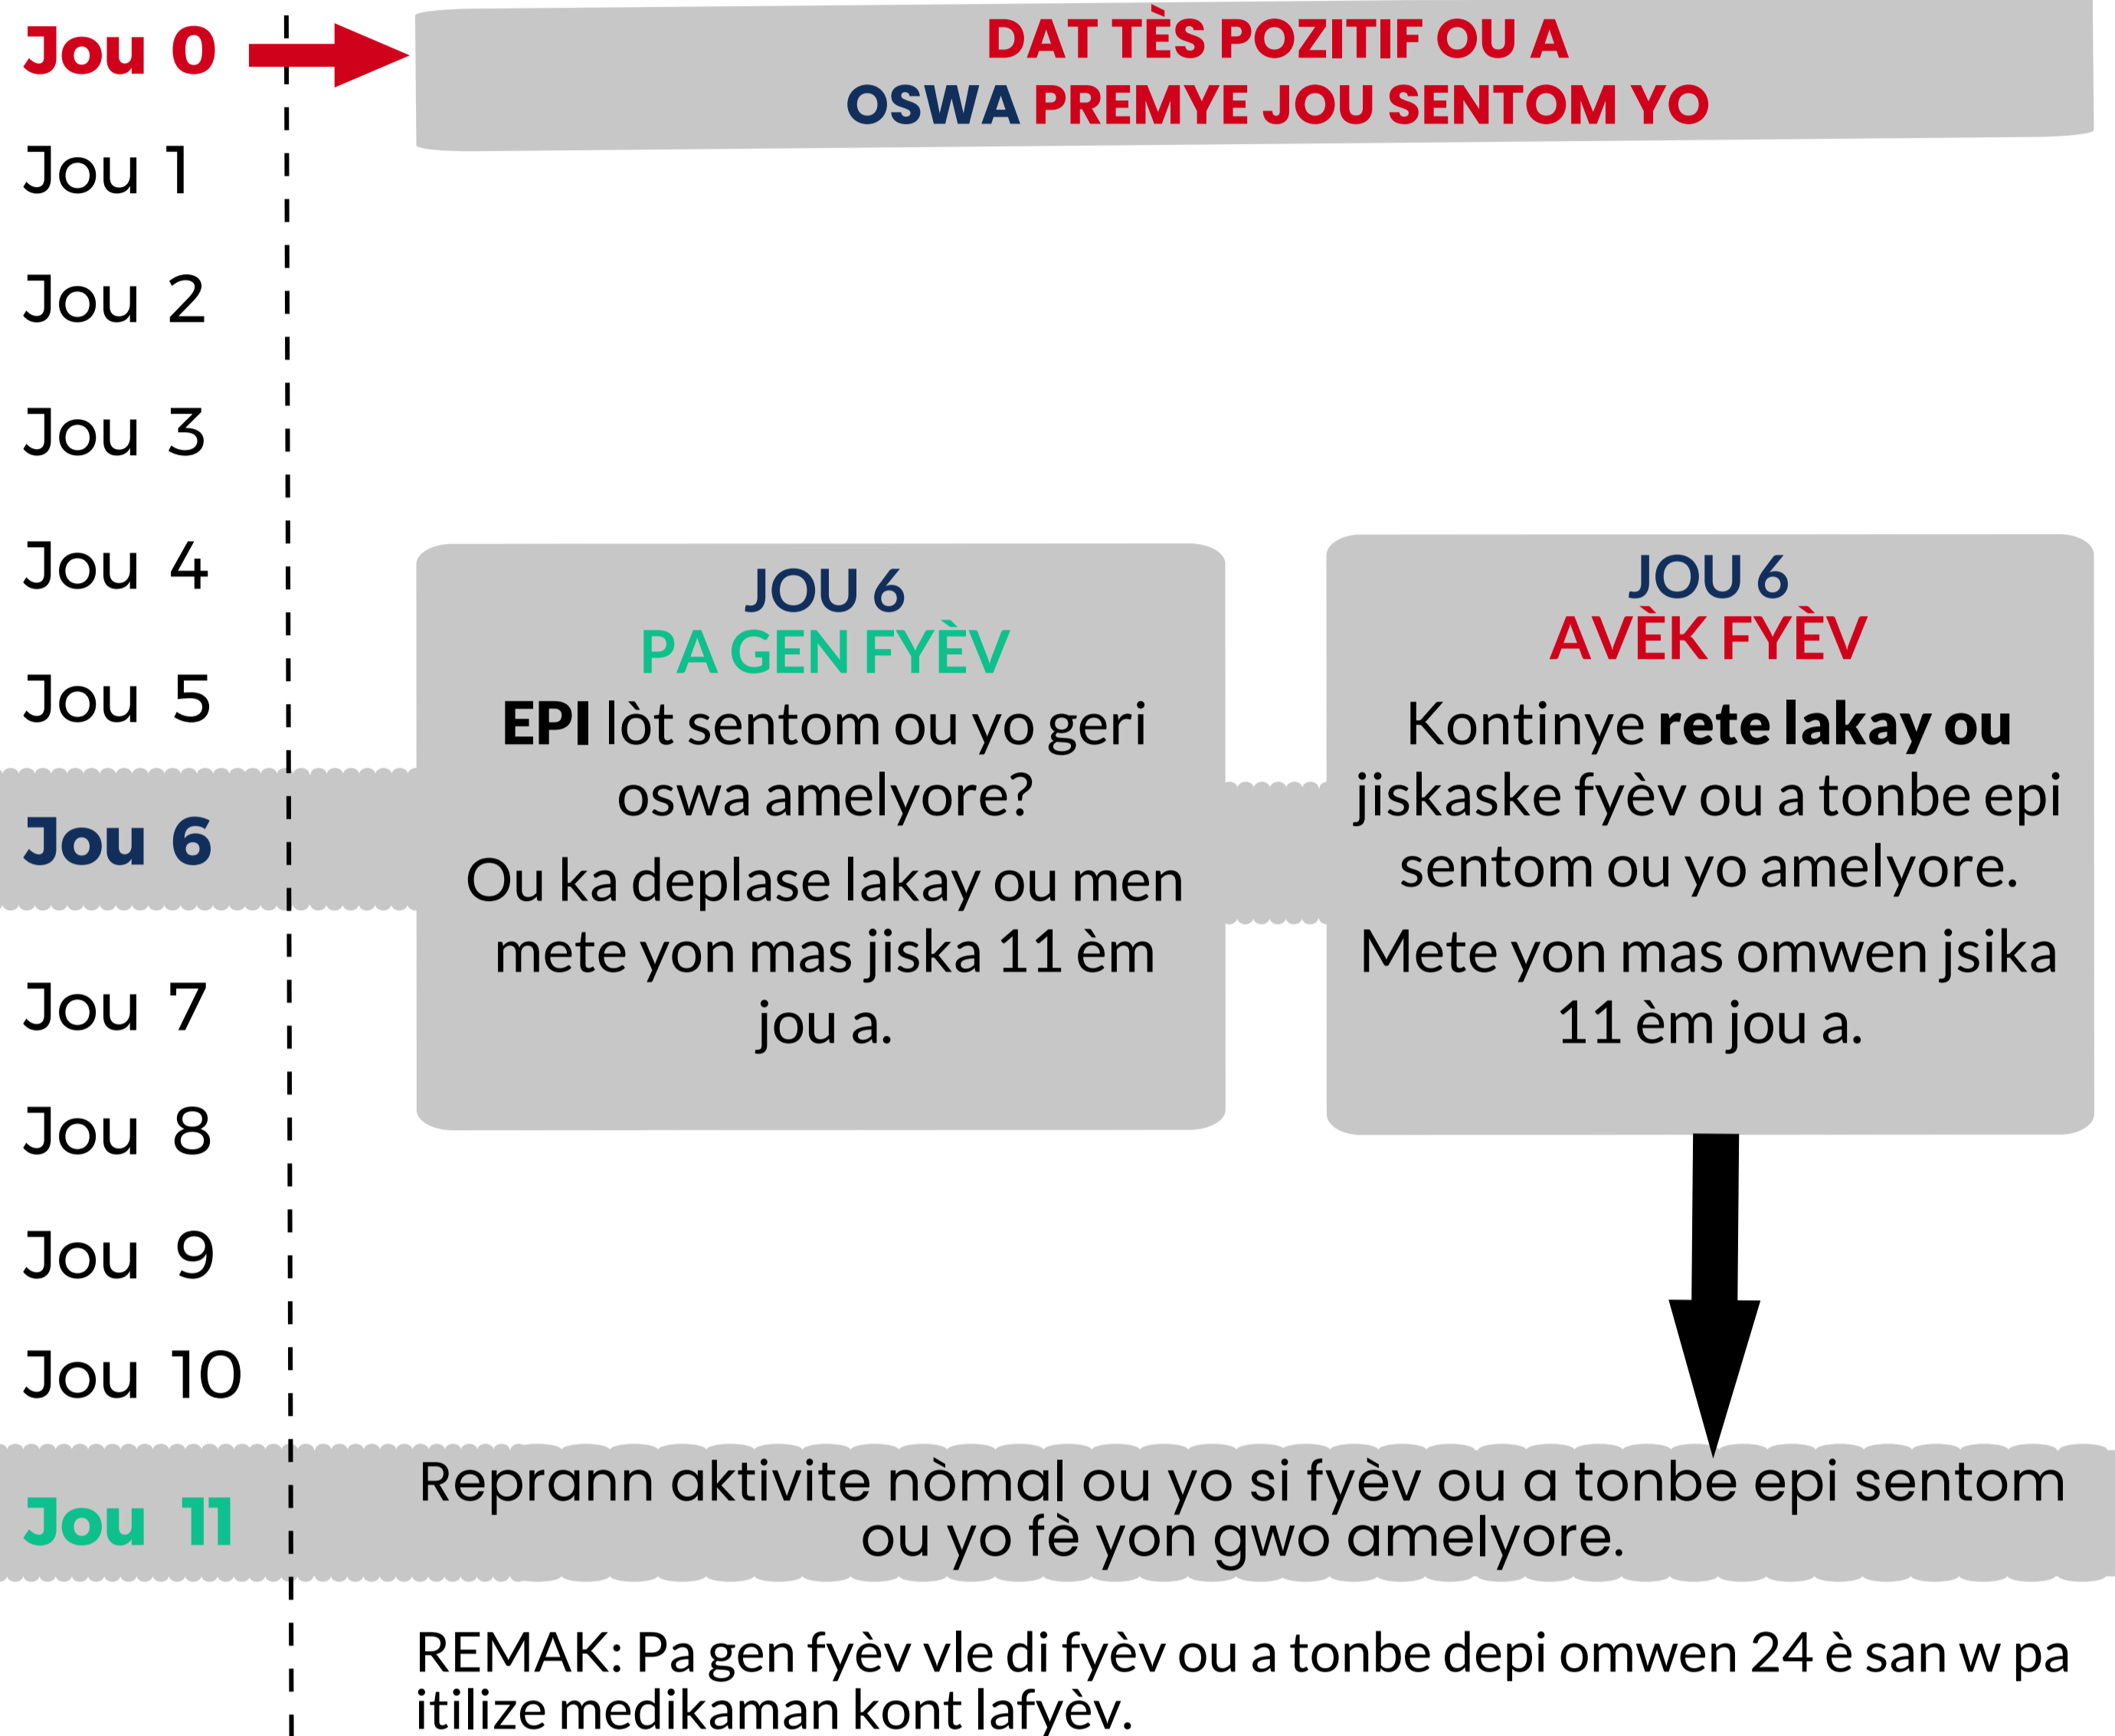 Jou 0
DAT TÈS POZITIF OU A
OSWA PREMYE JOU SENTOM YO
Jou 1
Jou 2
Jou 3
Jou 4
Jou 5
Jou 6
Jou 7
Jou 8
Jou 9
Jou 10
JOU 6
PA GEN FYÈV
EPI lòt sentom ou yo geri
oswa amelyore?
Ou ka deplase lakay ou men
mete yon mas jiska 11 èm
jou a.
JOU 6
AVÈK FYÈV
Kontinye rete lakay ou
jiskaske fyèv ou a tonbe epi
sentom ou yo amelyore.
Mete yon mas omwen jsika
11 èm jou a.
Jou 11
Reprann aktivite nòmal ou yo si fyèv ou a tonbe epi sentom
ou yo fè yon gwo amelyore.
REMAK: Pa gen fyèv vle di fyèv ou a tonbe depi omwen 24 è san w pa
itilize medikaman kont lafyèv.